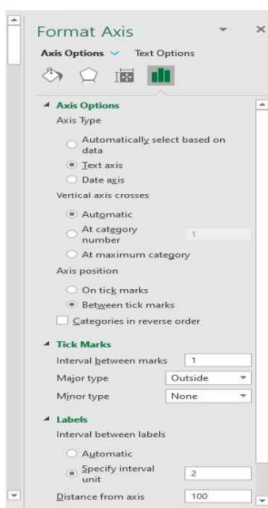 Format Axis
Axis Options Text Options
Axis Options
Axis Type
Automatically select based on
data
Text axis
Date axis
Vertical axis crosses
Automatic
At category
number 1
At maximum category
Axis position
On tick marks
Between tick marks
Categories in reverse order
Tick Marks
Interval between marks 1
Major type Outside
Minor type None
Labels
Interval between labels
Automatic
Specify interval
unit 2
Distance from axis 100